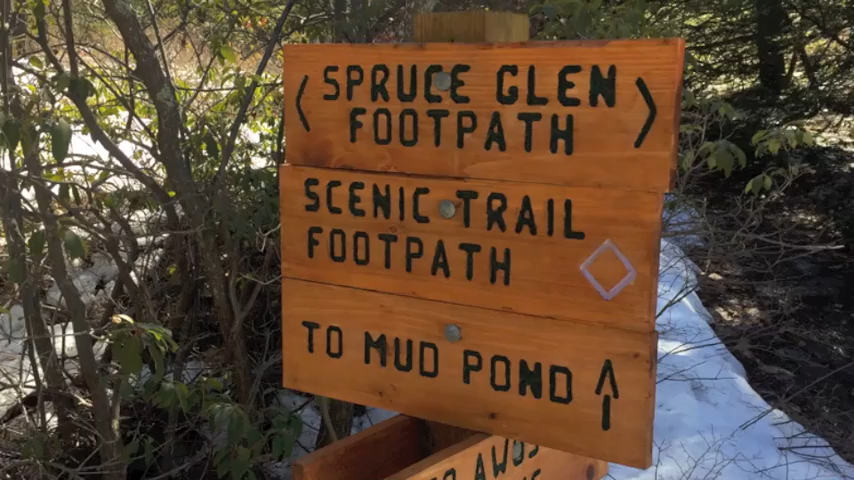 < SPRUCE GLEN >
FOOTPATH
SCENIC TRAIL
FOOTPATH
TO MUD POND ↑